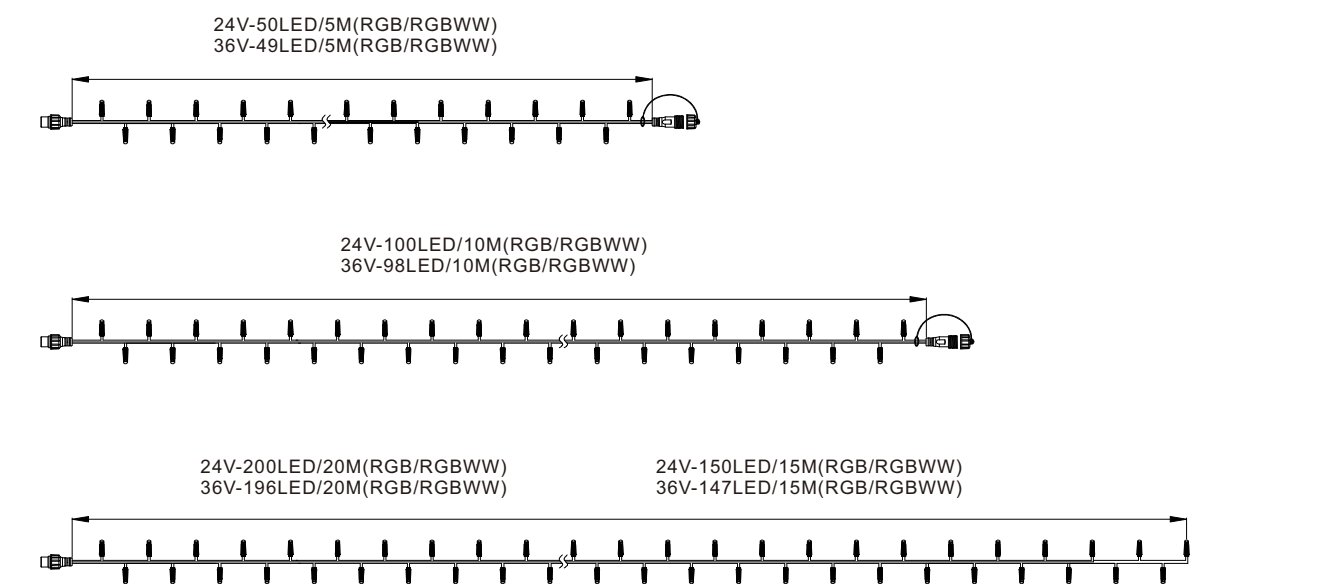 24V-50LED/5M(RGB/RGBWW)
36V-49LED/5M(RGB/RGBWW)
24V-100LED/10M(RGB/RGBWW)
36V-98LED/10M(RGB/RGBWW)
24V-200LED/20M(RGB/RGBWW)
36V-196LED/20M(RGB/RGBWW)
24V-150LED/15M(RGB/RGBWW)
36V-147LED/15M(RGB/RGBWW)